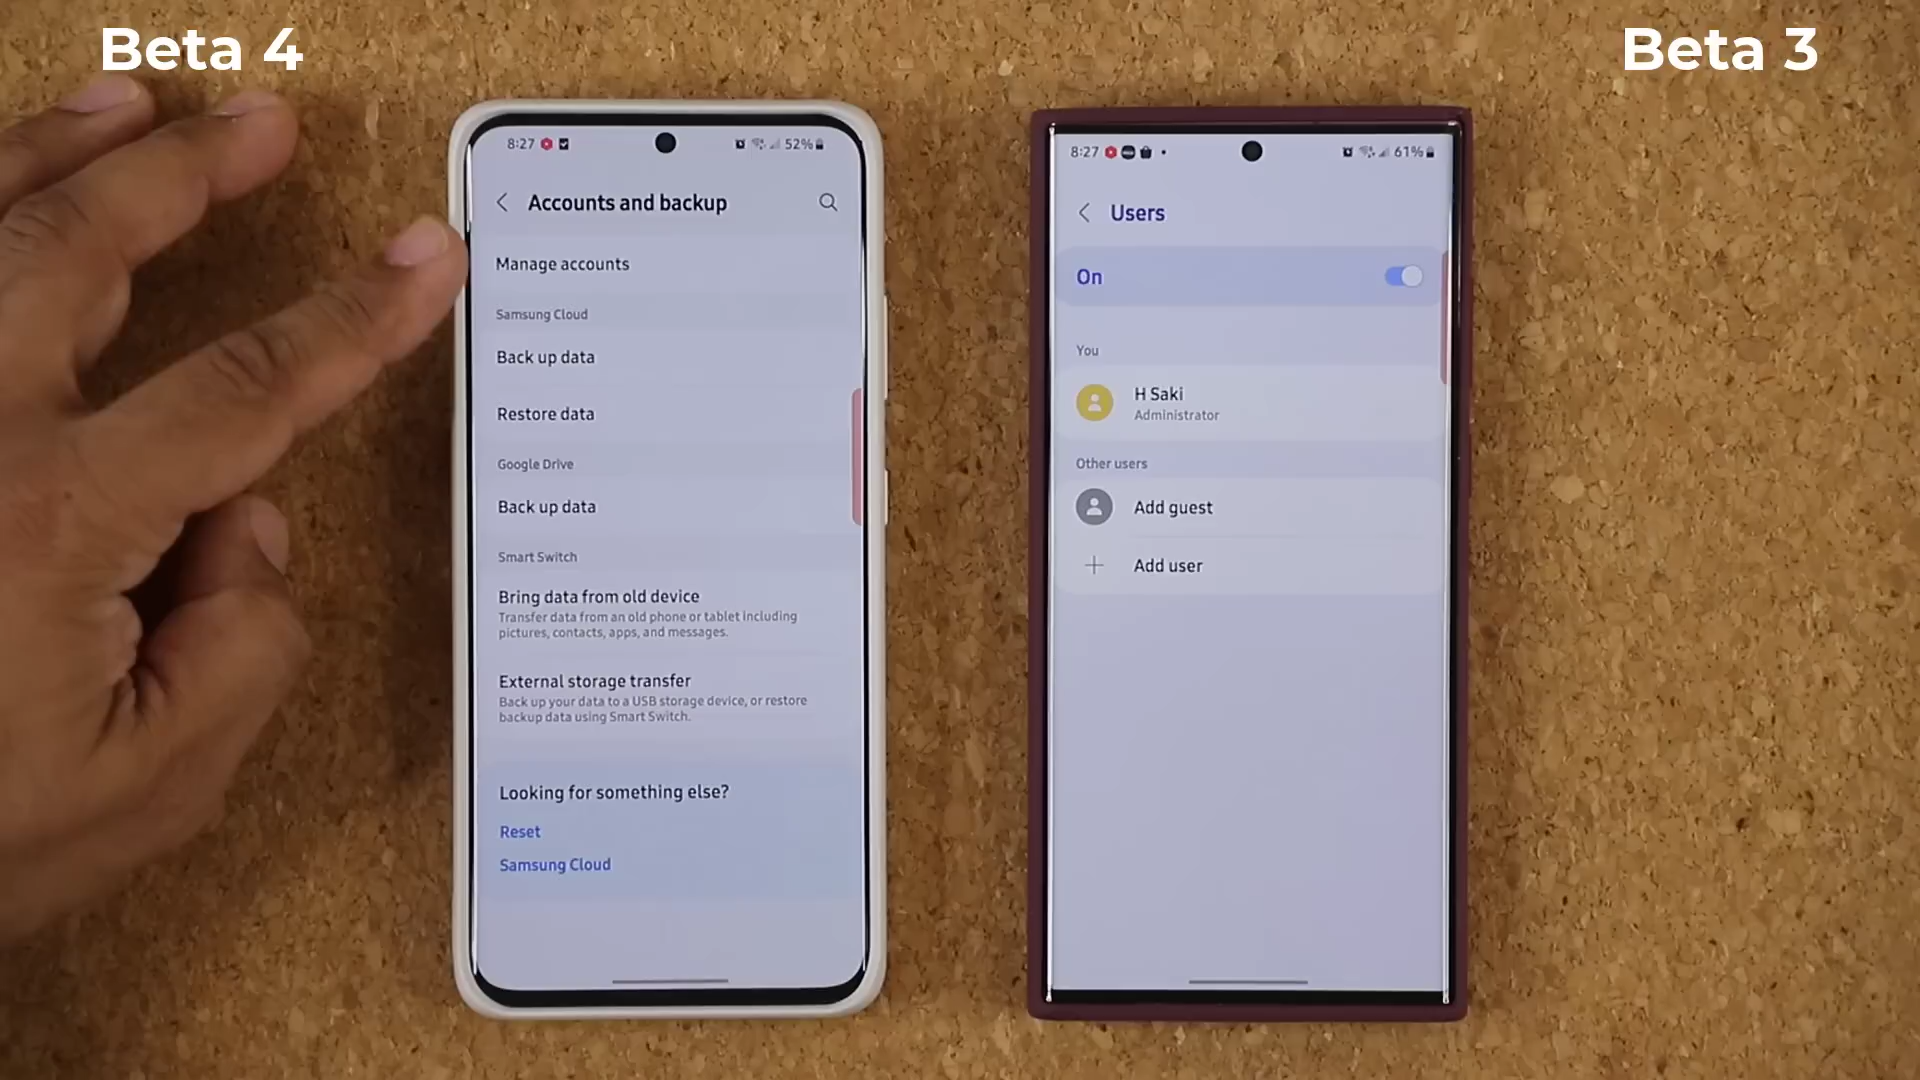 Beta 4
Beta 3
8:27
52%
Accounts and backup
Manage accounts
Samsung Cloud
Back up data
Restore data
Google Drive
Back up data
Smart Switch
Bring data from old device
Transfer data from an old phone or tablet including
pictures, contacts, apps, and messages.
External storage transfer
Back up your data to a USB storage device, or restore
backup data using Smart Switch.
Looking for something else?
Reset
Samsung Cloud
8:27
61%
Users
On
You
H Saki
Administrator
Other users
Add guest
Add user